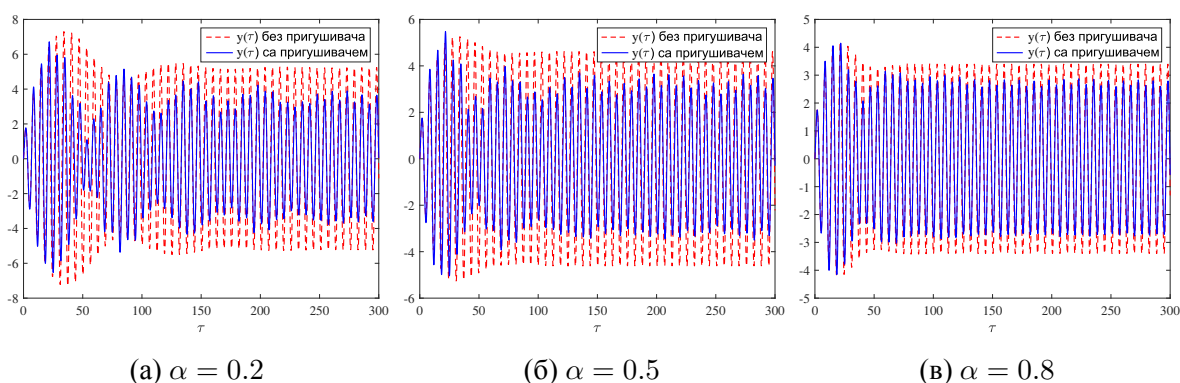 8
6
4
2
0
-2
-4
-6
-8
y(τ) без пригушивача
y(τ) са пригушивачем
0 50 100 150 200 250 300
τ
(а) α = 0.2
6
4
2
0
-2
-4
-6
y(τ) без пригушивача
y(τ) са пригушивачем
0 50 100 150 200 250 300
τ
(б) α = 0.5
5
4
3
2
1
0
-1
-2
-3
-4
-5
y(τ) без пригушивача
y(τ) са пригушивачем
0 50 100 150 200 250 300
τ
(в) α = 0.8